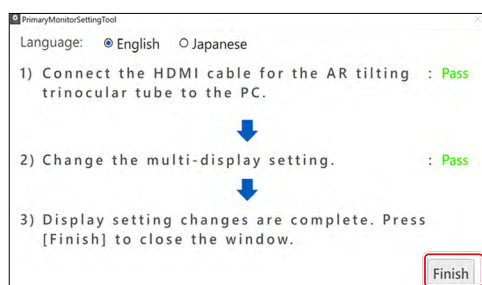 PrimaryMonitorSettingTool
Language: English Japanese
1) Connect the HDMI cable for the AR tilting : Pass
trinocular tube to the PC.
2) Change the multi-display setting. : Pass
3) Display setting changes are complete. Press
[Finish] to close the window.
Finish